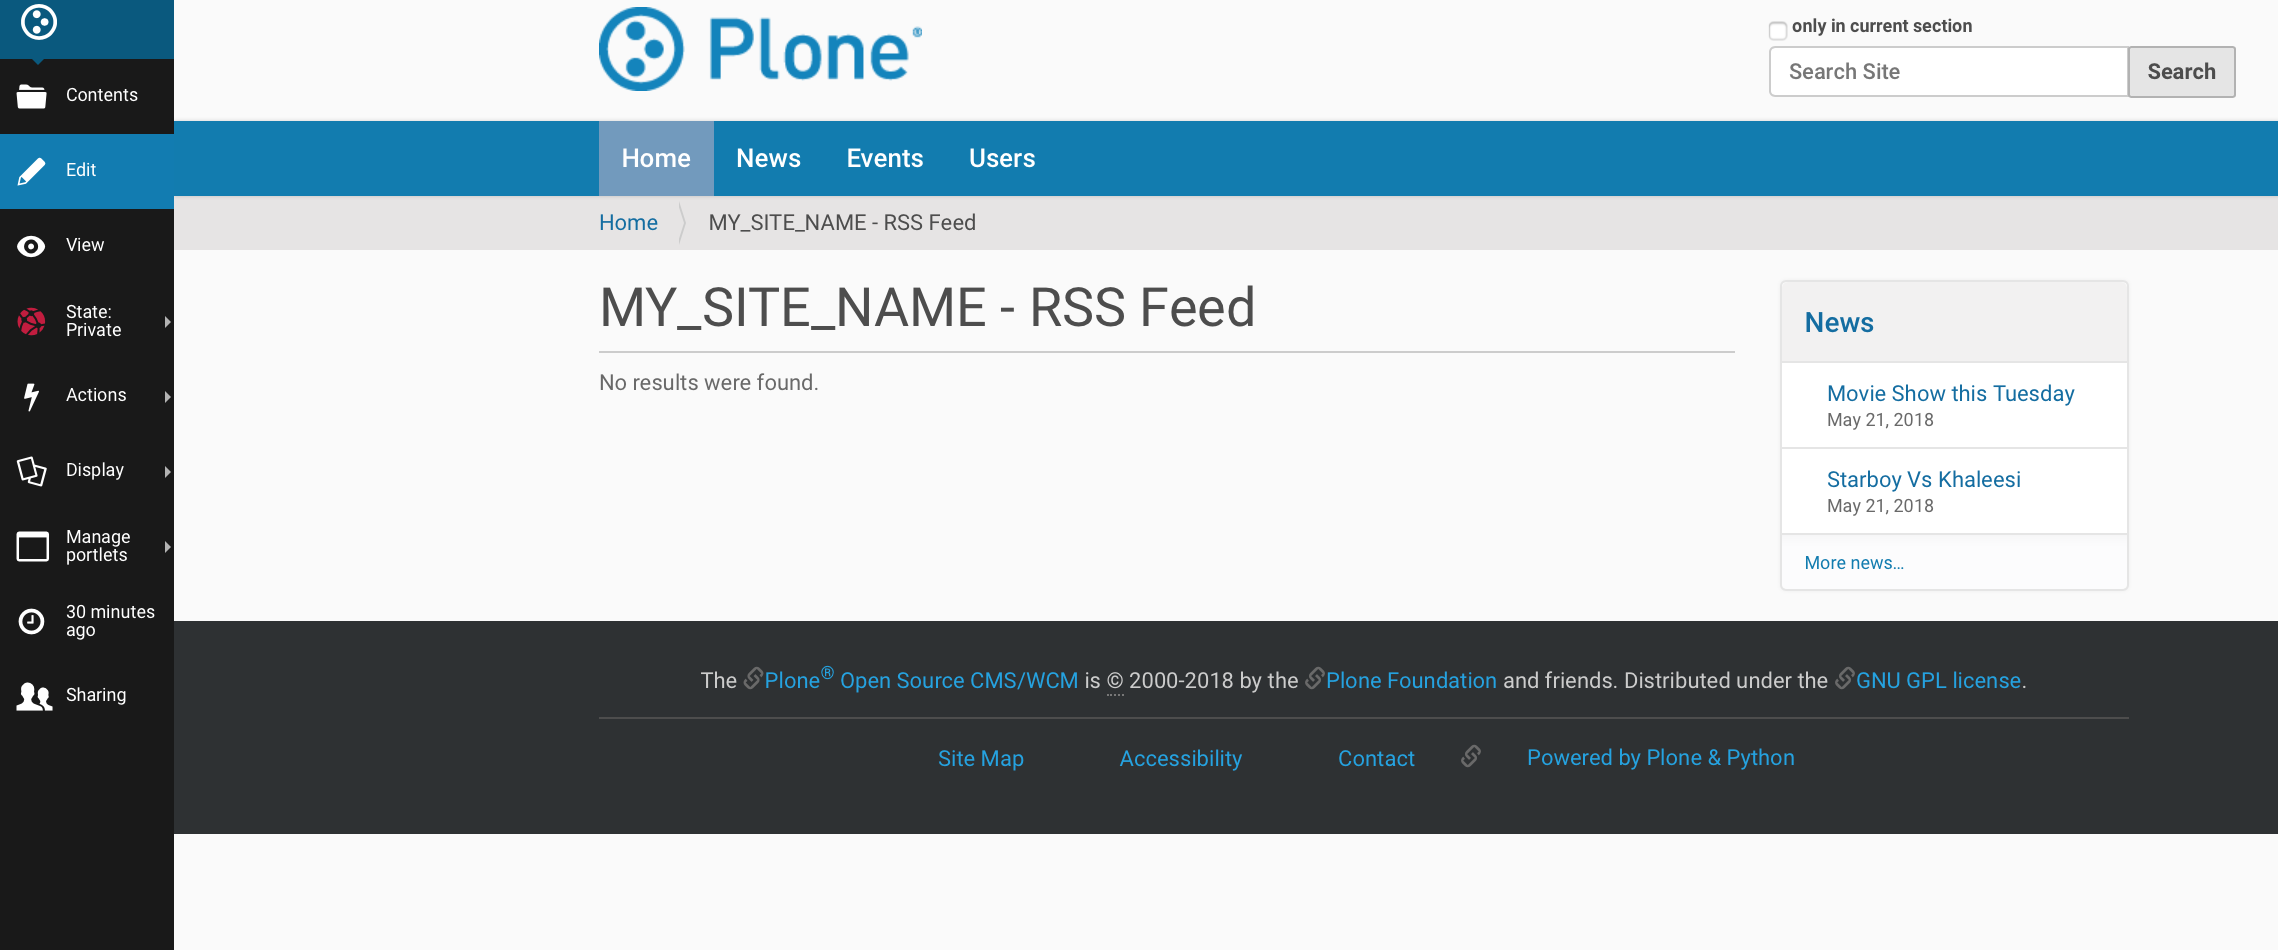 Contents
Edit
View
State:
Private
Actions
Display
Manage
portlets
30 minutes
ago
Sharing
Plone®
only in current section
Search Site
Search
Home
News
Events
Users
Home
MY_SITE_NAME - RSS Feed
MY_SITE_NAME - RSS Feed
No results were found.
News
Movie Show this Tuesday
May 21, 2018
Starboy Vs Khaleesi
May 21, 2018
More news…
The Plone® Open Source CMS/WCM is © 2000-2018 by the Plone Foundation and friends. Distributed under the GNU GPL license.
Site Map
Accessibility
Contact
Powered by Plone & Python